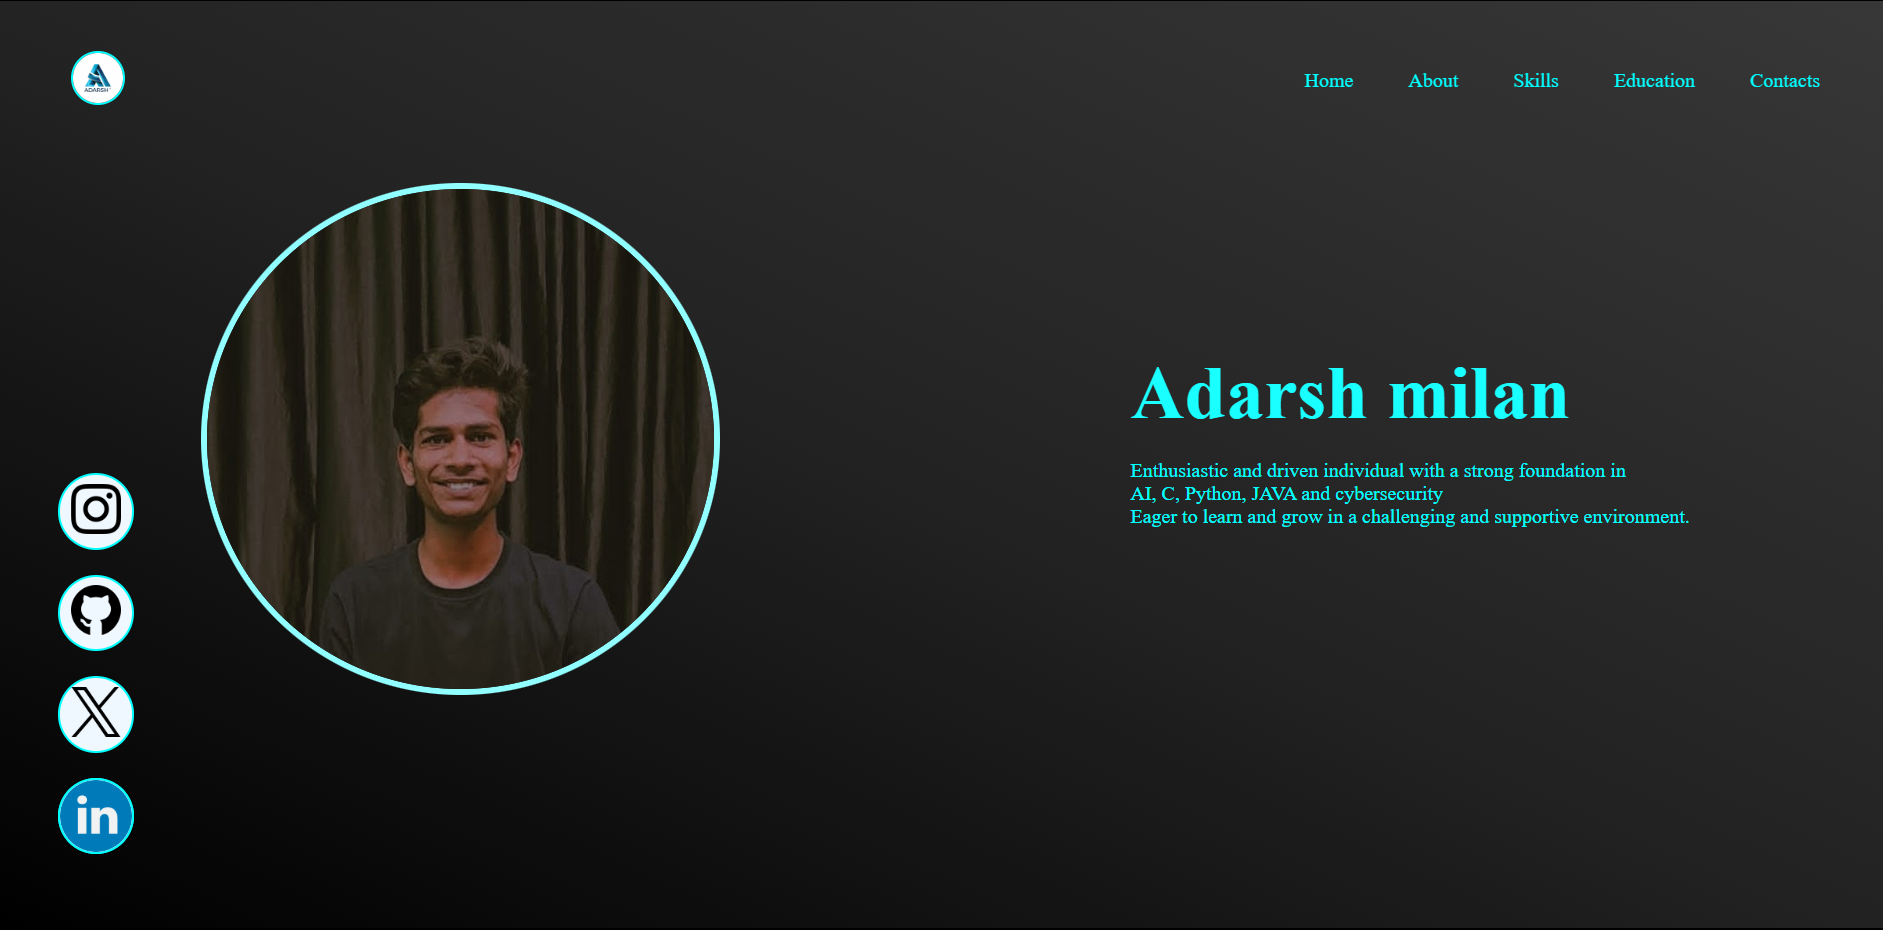 ADARSH
Home About Skills Education Contacts
Adarsh milan
Enthusiastic and driven individual with a strong foundation in
AI, C, Python, JAVA and cybersecurity
Eager to learn and grow in a challenging and supportive environment.
in